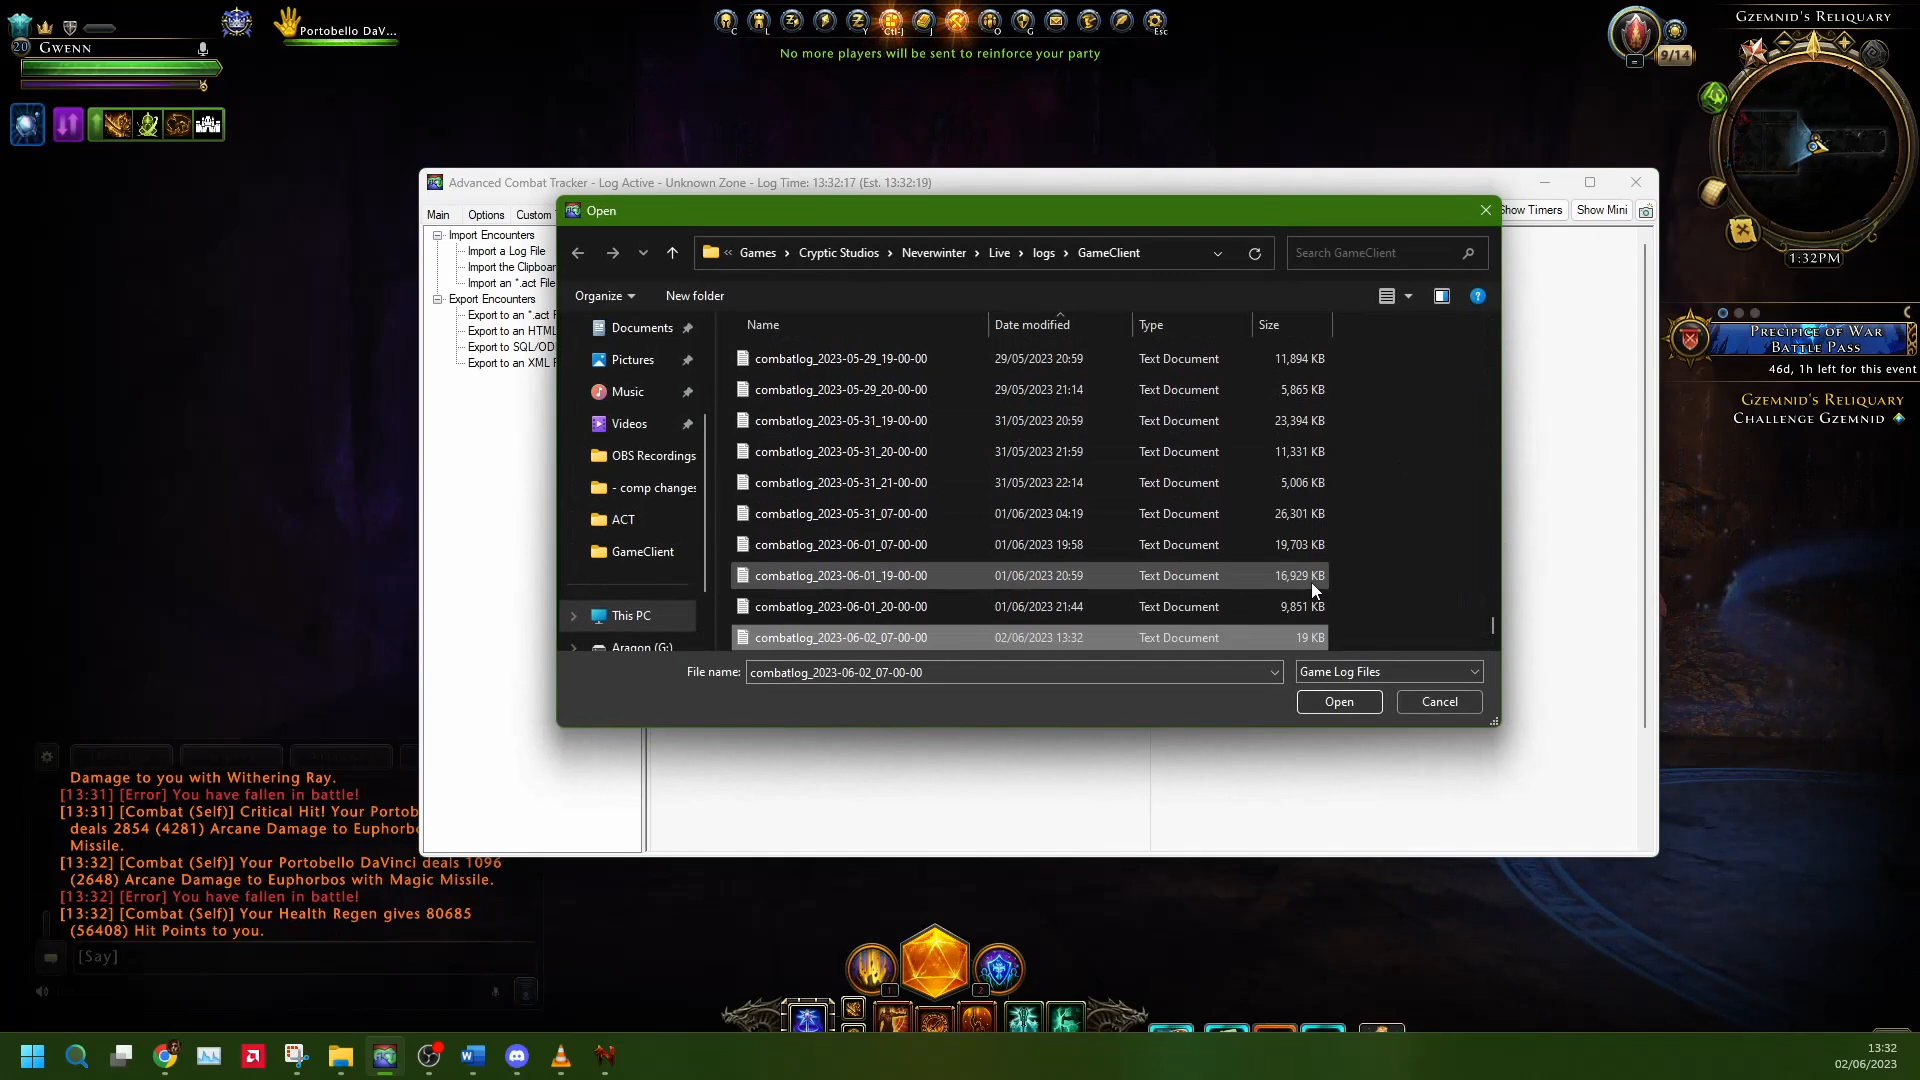 20 Gwenn
Portobello DaV...
C L Y Ctl-J J O G Esc
No more players will be sent to reinforce your party
9/14
Gzemnid's Reliquary
1:32PM
Precipice of War
Battle Pass
46d, 1h left for this event
Gzemnid's Reliquary
Challenge Gzemnid
Advanced Combat Tracker - Log Active - Unknown Zone - Log Time: 13:32:17 (Est. 13:32:19)
Main Options Custom
Show Timers Show Mini
Import Encounters
Import a Log File
Import the Clipboar
Import an *.act File
Export Encounters
Export to an *.act F
Export to an HTML
Export to SQL/OD
Export to an XML F
Open
« Games > Cryptic Studios > Neverwinter > Live > logs > GameClient
Search GameClient
Organize New folder
Documents
Pictures
Music
Videos
OBS Recordings
- comp changes
ACT
GameClient
This PC
Aragon (G:)
Name Date modified Type Size
combatlog_2023-05-29_19-00-00 29/05/2023 20:59 Text Document 11,894 KB
combatlog_2023-05-29_20-00-00 29/05/2023 21:14 Text Document 5,865 KB
combatlog_2023-05-31_19-00-00 31/05/2023 20:59 Text Document 23,394 KB
combatlog_2023-05-31_20-00-00 31/05/2023 21:59 Text Document 11,331 KB
combatlog_2023-05-31_21-00-00 31/05/2023 22:14 Text Document 5,006 KB
combatlog_2023-05-31_07-00-00 01/06/2023 04:19 Text Document 26,301 KB
combatlog_2023-06-01_07-00-00 01/06/2023 19:58 Text Document 19,703 KB
combatlog_2023-06-01_19-00-00 01/06/2023 20:59 Text Document 16,929 KB
combatlog_2023-06-01_20-00-00 01/06/2023 21:44 Text Document 9,851 KB
combatlog_2023-06-02_07-00-00 02/06/2023 13:32 Text Document 19 KB
File name: combatlog_2023-06-02_07-00-00 Game Log Files
Open Cancel
Damage to you with Withering Ray.
[13:31] [Error] You have fallen in battle!
[13:31] [Combat (Self)] Critical Hit! Your Portob
deals 2854 (4281) Arcane Damage to Euphorbo
Missile.
[13:32] [Combat (Self)] Your Portobello DaVinci deals 1096
(2648) Arcane Damage to Euphorbos with Magic Missile.
[13:32] [Error] You have fallen in battle!
[13:32] [Combat (Self)] Your Health Regen gives 80685
(56408) Hit Points to you.
[Say]
1 2
13:32
02/06/2023